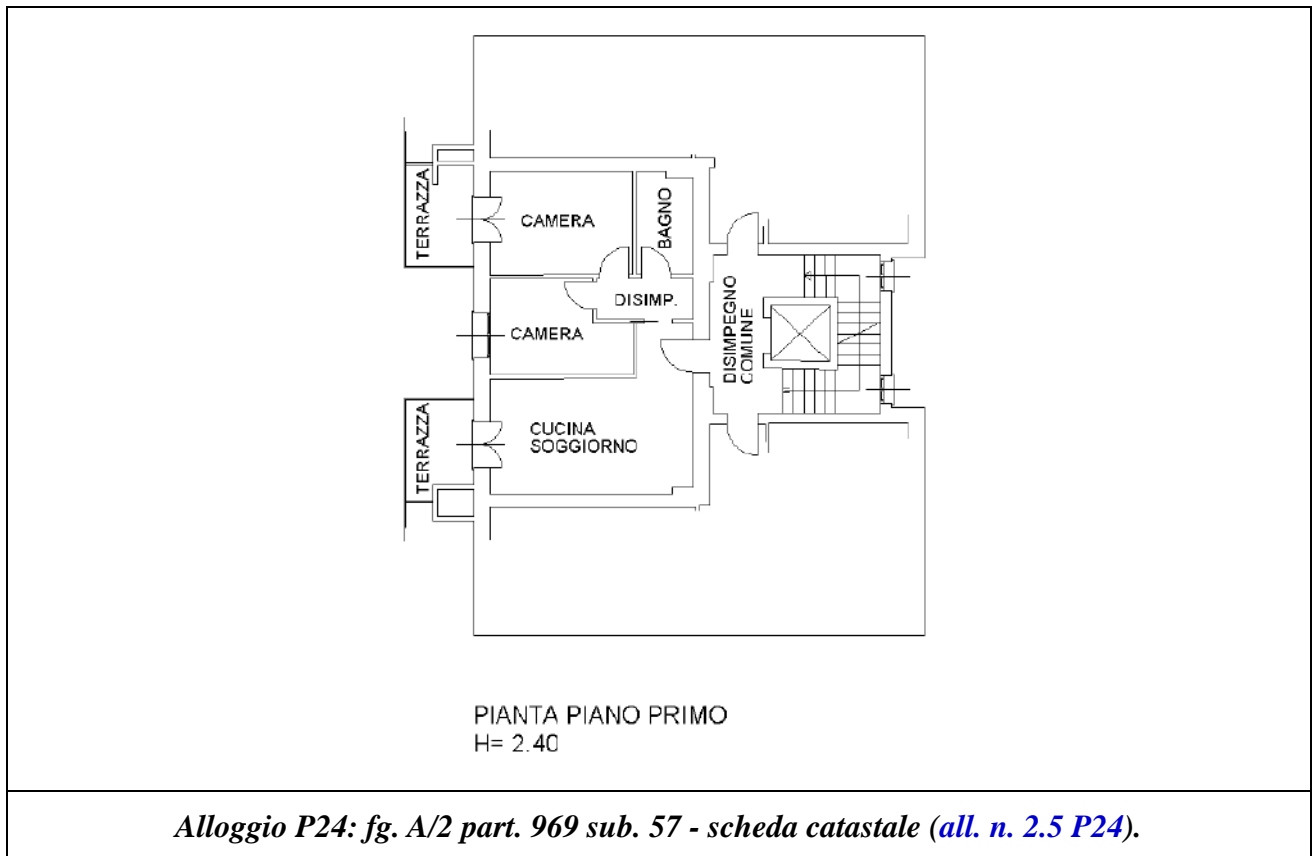 TERRAZZA
CAMERA
BAGNO
DISIMP.
CAMERA
DISIMPEGNO
COMUNE
TERRAZZA
CUCINA
SOGGIORNO
PIANTA PIANO PRIMO
H= 2.40
Alloggio P24: fg. A/2 part. 969 sub. 57 - scheda catastale (all. n. 2.5 P24).